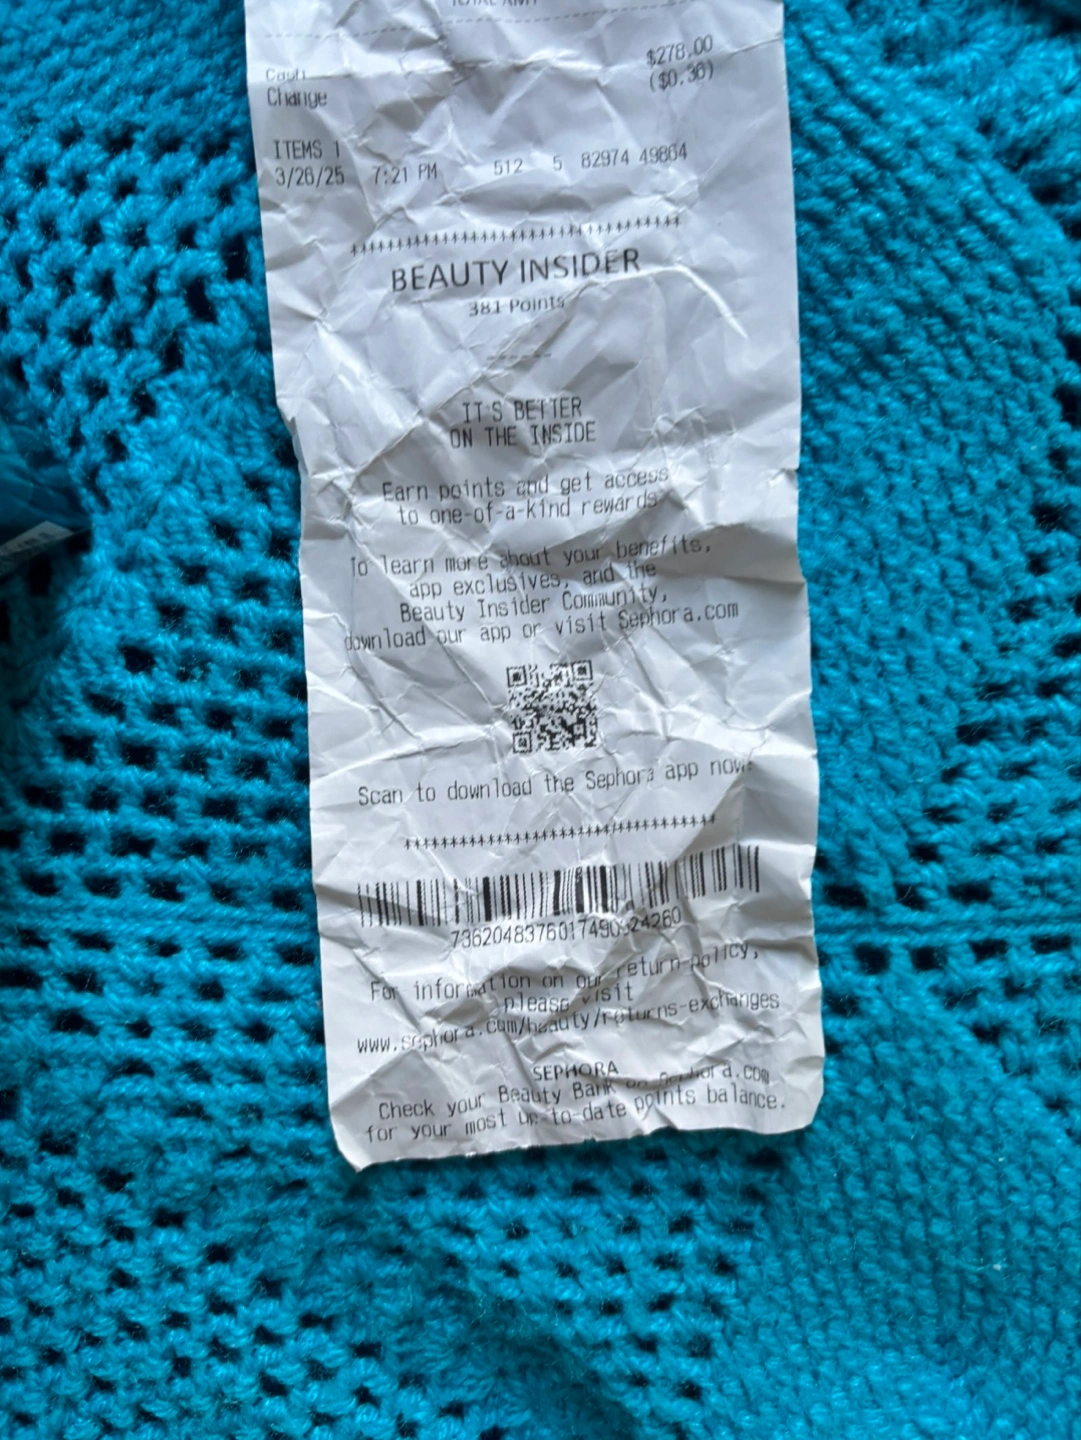 TOTAL AMT
$278.00
Cash
($0.36)
Change
ITEMS 1
3/26/25 7:21 PM 512 5 82974 49864
***********************************
BEAUTY INSIDER
381 Points
------
IT'S BETTER
ON THE INSIDE
Earn points and get access
to one-of-a-kind rewards
To learn more about your benefits,
app exclusives, and the
Beauty Insider Community,
download our app or visit Sephora.com
Scan to download the Sephora app now
***********************************
For information on our return policy,
please visit
www.sephora.com/beauty/returns-exchanges
SEPHORA
Check your Beauty Bank on Sephora.com
for your most up-to-date points balance.